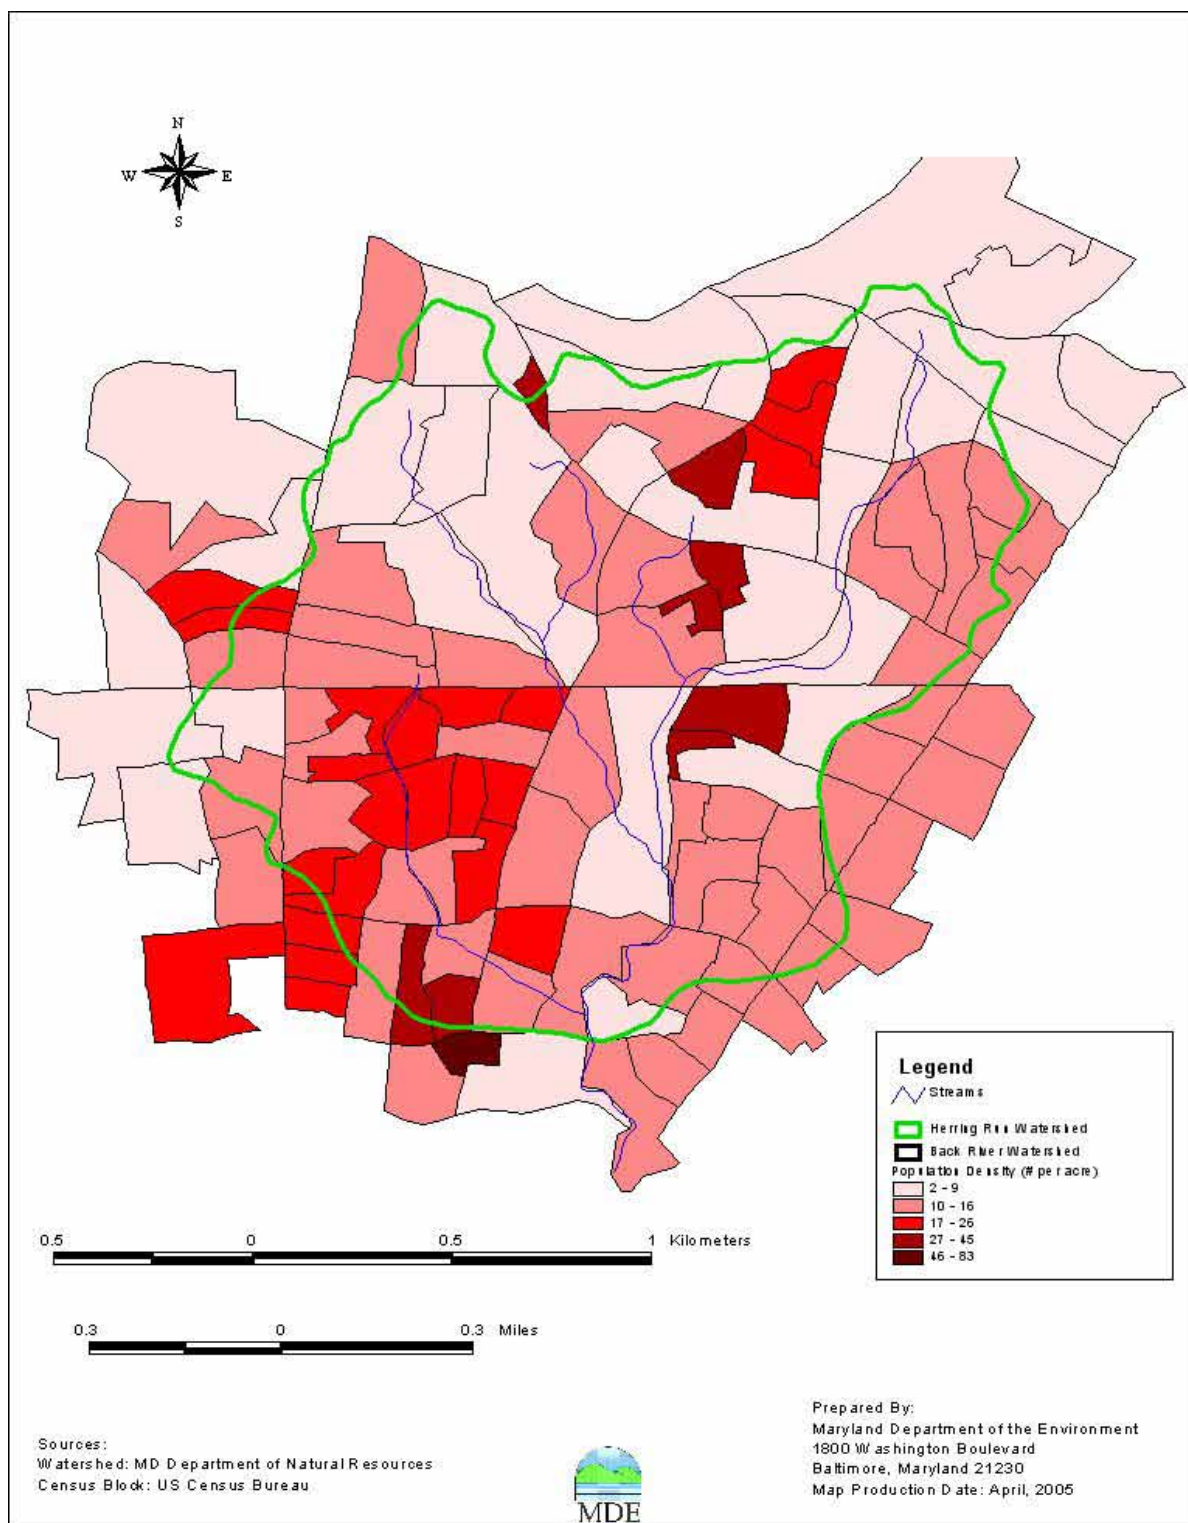 N
W E
S
Legend
Streams
Herring Run Watershed
Back River Watershed
Population Density (# per acre)
2 - 9
10 - 16
17 - 26
27 - 45
46 - 83
0.5 0 0.5 1 Kilometers
0.3 0 0.3 Miles
Sources:
Watershed: MD Department of Natural Resources
Census Block: US Census Bureau
MDE
Prepared By:
Maryland Department of the Environment
1800 Washington Boulevard
Baltimore, Maryland 21230
Map Production Date: April, 2005